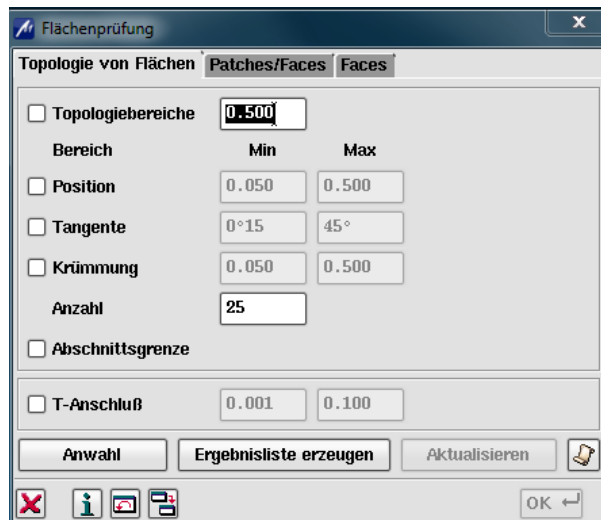 Flächenprüfung
Topologie von Flächen Patches/Faces Faces
Topologiebereiche 0.500
Bereich Min Max
Position 0.050 0.500
Tangente 0°15 45°
Krümmung 0.050 0.500
Anzahl 25
Abschnittsgrenze
T-Anschluß 0.001 0.100
Anwahl Ergebnisliste erzeugen Aktualisieren
OK